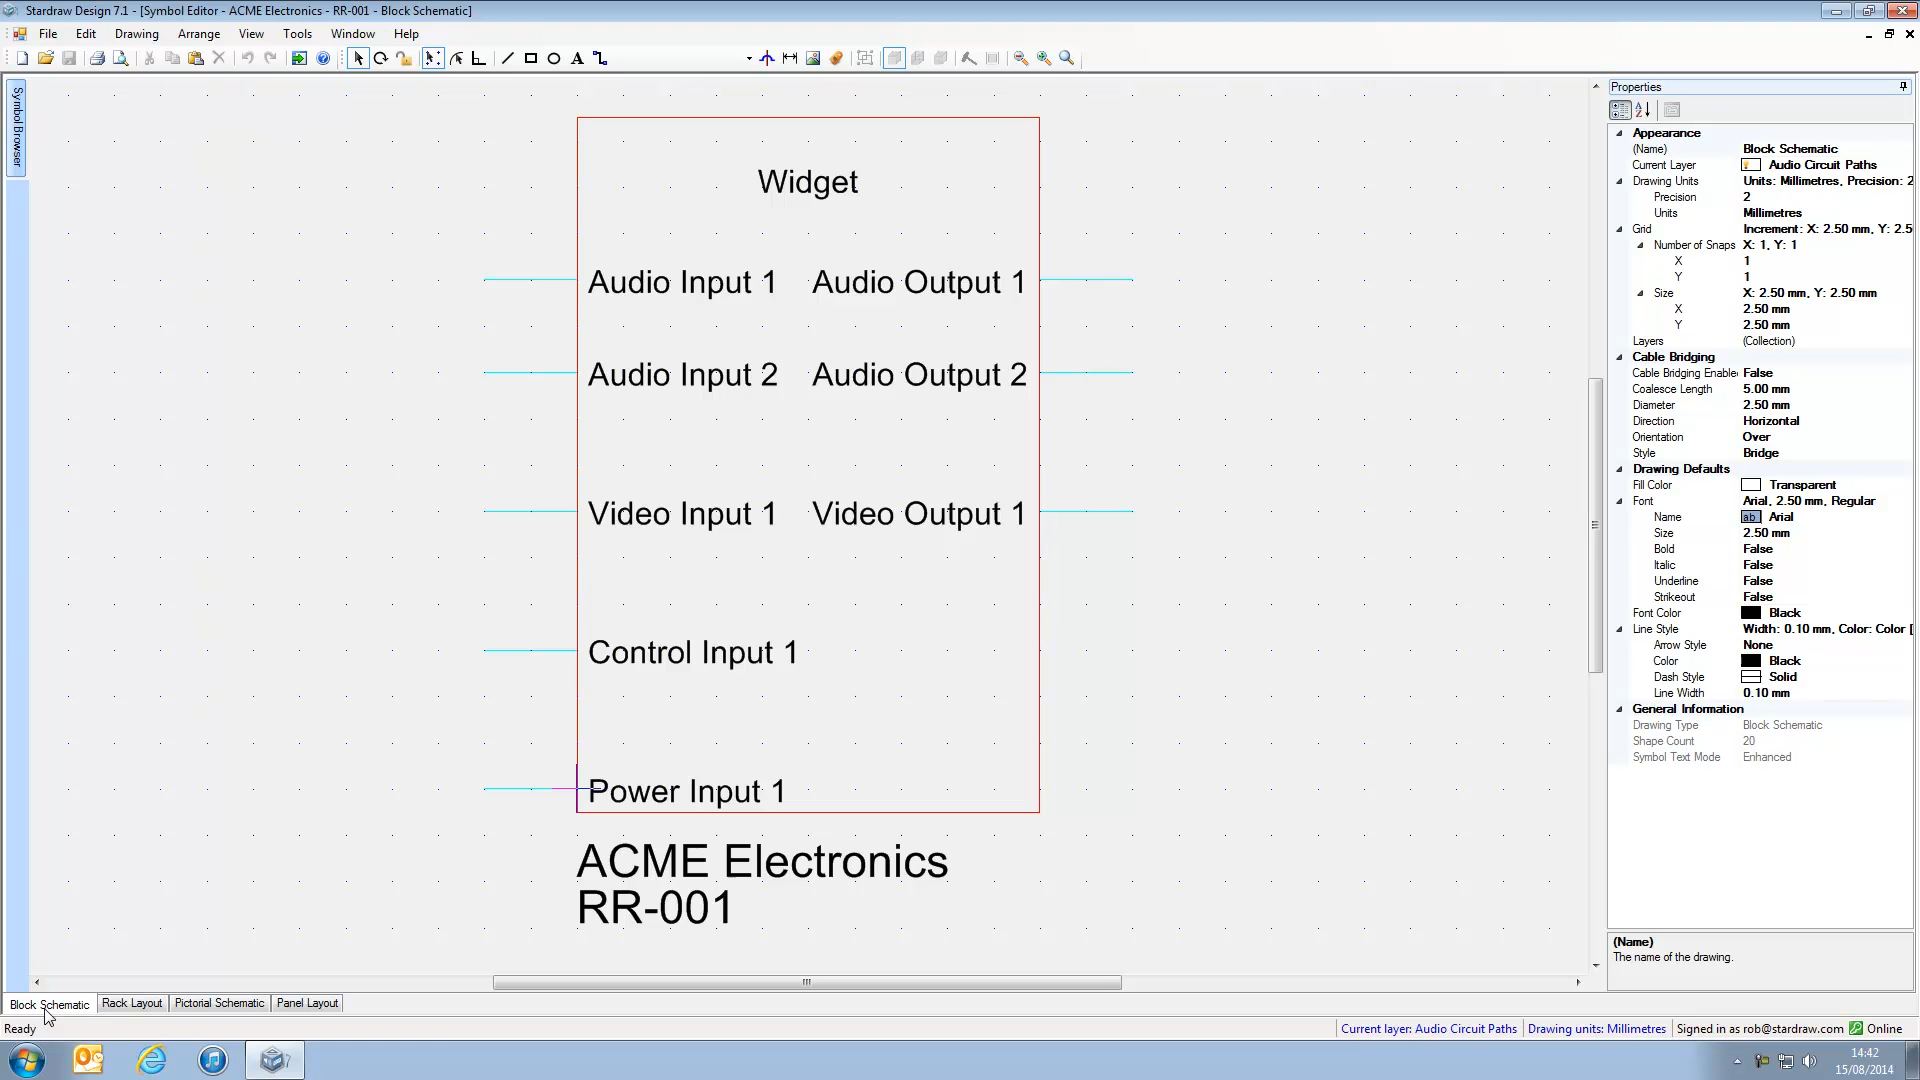 Stardraw Design 7.1 - [Symbol Editor - ACME Electronics - RR-001 - Block Schematic]
File Edit Drawing Arrange View Tools Window Help
Symbol Browser
Widget
Audio Input 1 Audio Output 1
Audio Input 2 Audio Output 2
Video Input 1 Video Output 1
Control Input 1
Power Input 1
ACME Electronics
RR-001
Properties
Appearance
(Name) Block Schematic
Current Layer Audio Circuit Paths
Drawing Units Units: Millimetres, Precision: 2
Precision 2
Units Millimetres
Grid Increment: X: 2.50 mm, Y: 2.5
Number of Snaps X: 1, Y: 1
X 1
Y 1
Size X: 2.50 mm, Y: 2.50 mm
X 2.50 mm
Y 2.50 mm
Layers (Collection)
Cable Bridging
Cable Bridging Enable False
Coalesce Length 5.00 mm
Diameter 2.50 mm
Direction Horizontal
Orientation Over
Style Bridge
Drawing Defaults
Fill Color Transparent
Font Arial, 2.50 mm, Regular
Name ab Arial
Size 2.50 mm
Bold False
Italic False
Underline False
Strikeout False
Font Color Black
Line Style Width: 0.10 mm, Color: Color [
Arrow Style None
Color Black
Dash Style Solid
Line Width 0.10 mm
General Information
Drawing Type Block Schematic
Shape Count 20
Symbol Text Mode Enhanced
(Name)
The name of the drawing.
Block Schematic Rack Layout Pictorial Schematic Panel Layout
Ready Current layer: Audio Circuit Paths Drawing units: Millimetres Signed in as rob@stardraw.com Online
14:42
15/08/2014